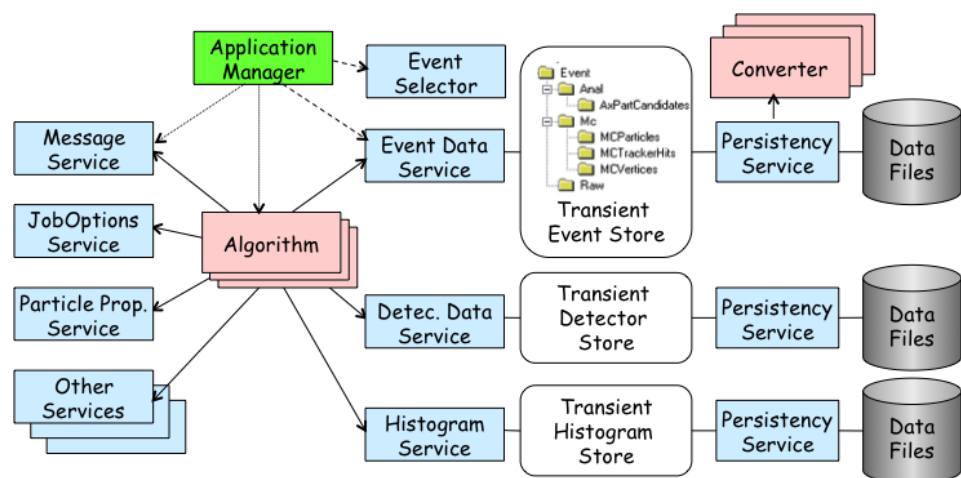 Application
Manager
Event
Selector
Converter
Message
Service
Event Data
Service
Event
Anal
AxPartCandidates
Mc
MCParticles
MCTrackerHits
MCVertices
Raw
Transient
Event Store
Persistency
Service
Data
Files
JobOptions
Service
Algorithm
Particle Prop.
Service
Detec. Data
Service
Transient
Detector
Store
Persistency
Service
Data
Files
Other
Services
Histogram
Service
Transient
Histogram
Store
Persistency
Service
Data
Files